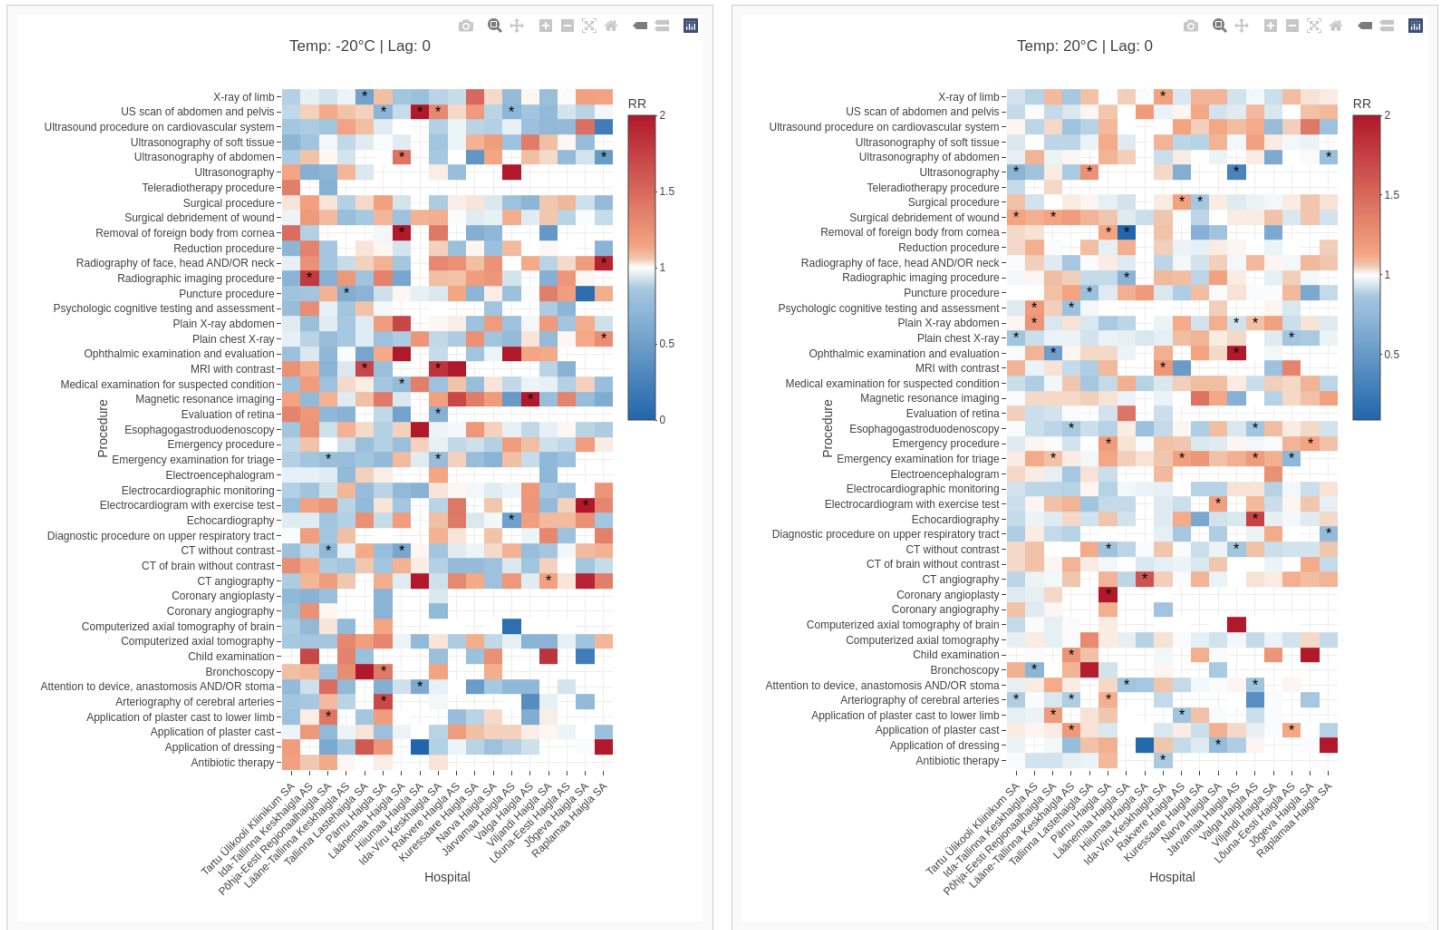 Temp: -20°C | Lag: 0
X-ray of limb
US scan of abdomen and pelvis
Ultrasound procedure on cardiovascular system
Ultrasonography of soft tissue
Ultrasonography of abdomen
Ultrasonography
Teleradiotherapy procedure
Surgical procedure
Surgical debridement of wound
Removal of foreign body from cornea
Reduction procedure
Radiography of face, head AND/OR neck
Radiographic imaging procedure
Puncture procedure
Psychologic cognitive testing and assessment
Plain X-ray abdomen
Plain chest X-ray
Ophthalmic examination and evaluation
MRI with contrast
Medical examination for suspected condition
Magnetic resonance imaging
Evaluation of retina
Esophagogastroduodenoscopy
Emergency procedure
Emergency examination for triage
Electroencephalogram
Electrocardiographic monitoring
Electrocardiogram with exercise test
Echocardiography
Diagnostic procedure on upper respiratory tract
CT without contrast
CT of brain without contrast
CT angiography
Coronary angioplasty
Coronary angiography
Computerized axial tomography of brain
Computerized axial tomography
Child examination
Bronchoscopy
Attention to device, anastomosis AND/OR stoma
Arteriography of cerebral arteries
Application of plaster cast to lower limb
Application of plaster cast
Application of dressing
Antibiotic therapy
Procedure
Tartu Ülikooli Kliinikum SA
Ida-Tallinna Keskhaigla AS
Põhja-Eesti Regionaalhaigla SA
Lääne-Tallinna Keskhaigla AS
Tallinna Lastehaigla SA
Pärnu Haigla SA
Läänemaa Haigla SA
Hiiumaa Haigla SA
Ida-Viru Keskhaigla SA
Rakvere Haigla AS
Kuressaare Haigla SA
Narva Haigla SA
Järvamaa Haigla AS
Valga Haigla AS
Viljandi Haigla SA
Lõuna-Eesti Haigla AS
Jõgeva Haigla SA
Raplamaa Haigla SA
Hospital
RR
2
1.5
1
0.5
0
Temp: 20°C | Lag: 0
X-ray of limb
US scan of abdomen and pelvis
Ultrasound procedure on cardiovascular system
Ultrasonography of soft tissue
Ultrasonography of abdomen
Ultrasonography
Teleradiotherapy procedure
Surgical procedure
Surgical debridement of wound
Removal of foreign body from cornea
Reduction procedure
Radiography of face, head AND/OR neck
Radiographic imaging procedure
Puncture procedure
Psychologic cognitive testing and assessment
Plain X-ray abdomen
Plain chest X-ray
Ophthalmic examination and evaluation
MRI with contrast
Medical examination for suspected condition
Magnetic resonance imaging
Evaluation of retina
Esophagogastroduodenoscopy
Emergency procedure
Emergency examination for triage
Electroencephalogram
Electrocardiographic monitoring
Electrocardiogram with exercise test
Echocardiography
Diagnostic procedure on upper respiratory tract
CT without contrast
CT of brain without contrast
CT angiography
Coronary angioplasty
Coronary angiography
Computerized axial tomography of brain
Computerized axial tomography
Child examination
Bronchoscopy
Attention to device, anastomosis AND/OR stoma
Arteriography of cerebral arteries
Application of plaster cast to lower limb
Application of plaster cast
Application of dressing
Antibiotic therapy
Procedure
Tartu Ülikooli Kliinikum SA
Ida-Tallinna Keskhaigla AS
Põhja-Eesti Regionaalhaigla SA
Lääne-Tallinna Keskhaigla AS
Tallinna Lastehaigla SA
Pärnu Haigla SA
Läänemaa Haigla SA
Hiiumaa Haigla SA
Ida-Viru Keskhaigla SA
Rakvere Haigla AS
Kuressaare Haigla SA
Narva Haigla SA
Järvamaa Haigla AS
Valga Haigla AS
Viljandi Haigla SA
Lõuna-Eesti Haigla AS
Jõgeva Haigla SA
Raplamaa Haigla SA
Hospital
RR
2
1.5
1
0.5